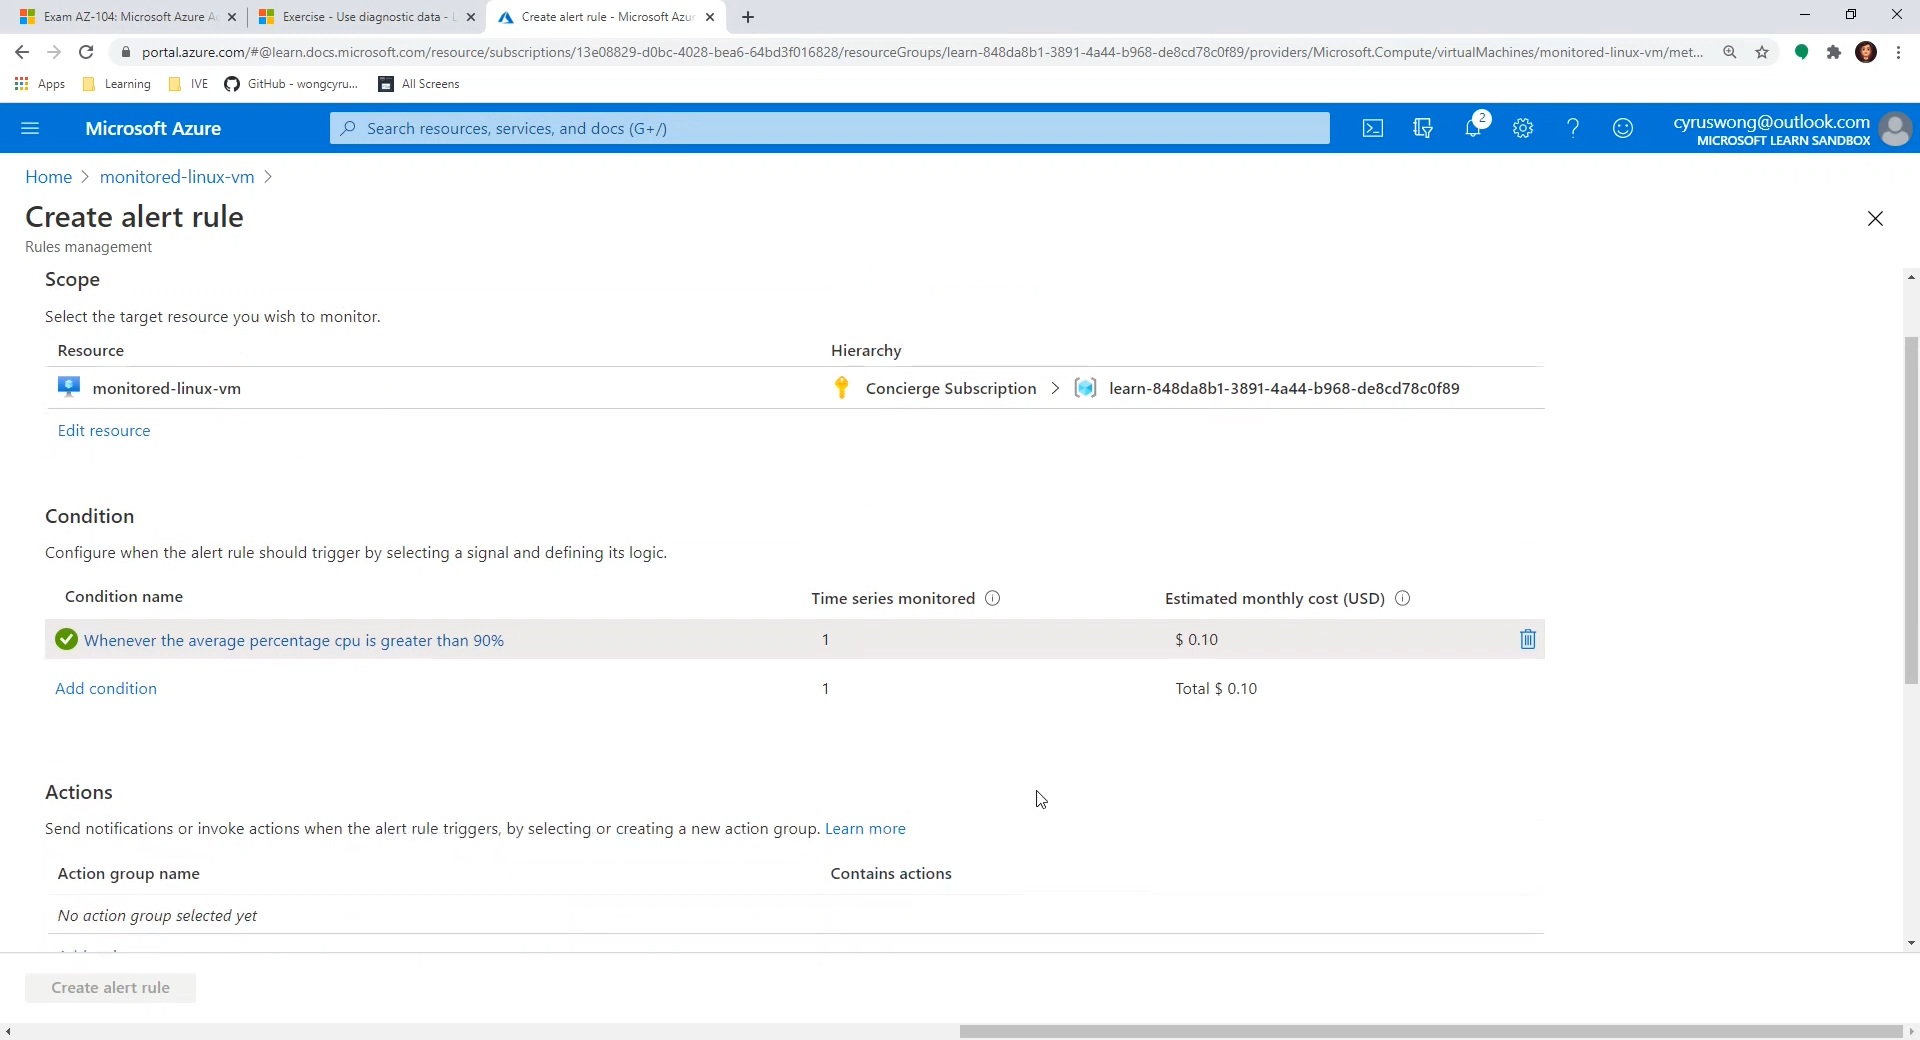 Exam AZ-104: Microsoft Azure A
Exercise - Use diagnostic data - L
Create alert rule - Microsoft Azur
portal.azure.com/#@learn.docs.microsoft.com/resource/subscriptions/13e08829-d0bc-4028-bea6-64bd3f016828/resourceGroups/learn-848da8b1-3891-4a44-b968-de8cd78c0f89/providers/Microsoft.Compute/virtualMachines/monitored-linux-vm/met...
Apps
Learning
IVE
GitHub - wongcyru...
All Screens
Microsoft Azure
Search resources, services, and docs (G+/)
2
cyruswong@outlook.com
MICROSOFT LEARN SANDBOX
Home > monitored-linux-vm >
Create alert rule
Rules management
Scope
Select the target resource you wish to monitor.
Resource Hierarchy
monitored-linux-vm Concierge Subscription > learn-848da8b1-3891-4a44-b968-de8cd78c0f89
Edit resource
Condition
Configure when the alert rule should trigger by selecting a signal and defining its logic.
Condition name Time series monitored Estimated monthly cost (USD)
Whenever the average percentage cpu is greater than 90% 1 $ 0.10
Add condition 1 Total $ 0.10
Actions
Send notifications or invoke actions when the alert rule triggers, by selecting or creating a new action group. Learn more
Action group name Contains actions
No action group selected yet
Create alert rule